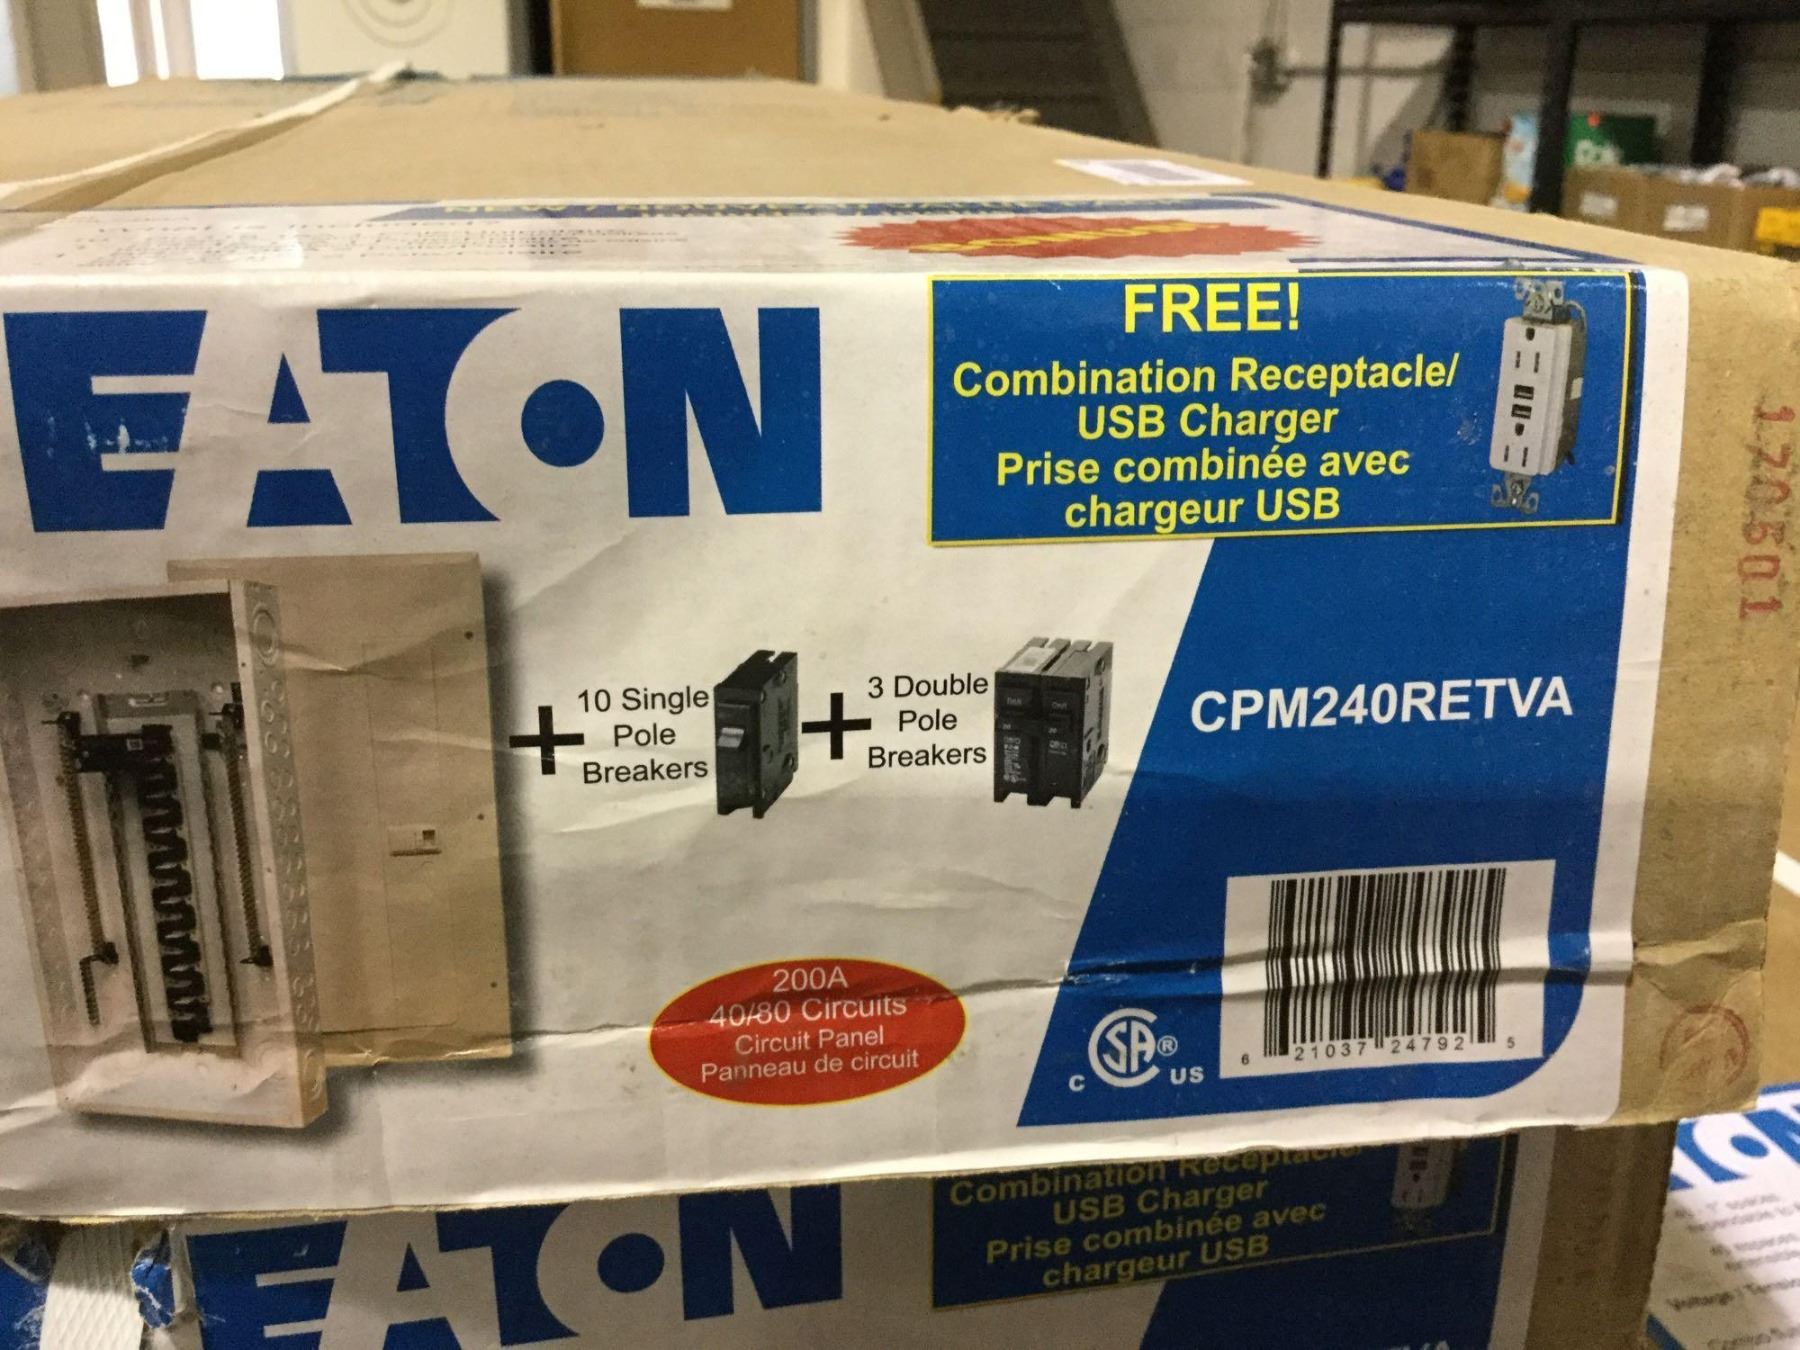 EATON
FREE!
Combination Receptacle/
USB Charger
Prise combinée avec
chargeur USB
170501
10 Single
Pole
Breakers
3 Double
Pole
Breakers
CPM240RETVA
200A
40/80 Circuits
Circuit Panel
Panneau de circuit
CSA®
C US
6 21037 24792 5
EATON
Combination Receptacle/
USB Charger
Prise combinée avec
chargeur USB